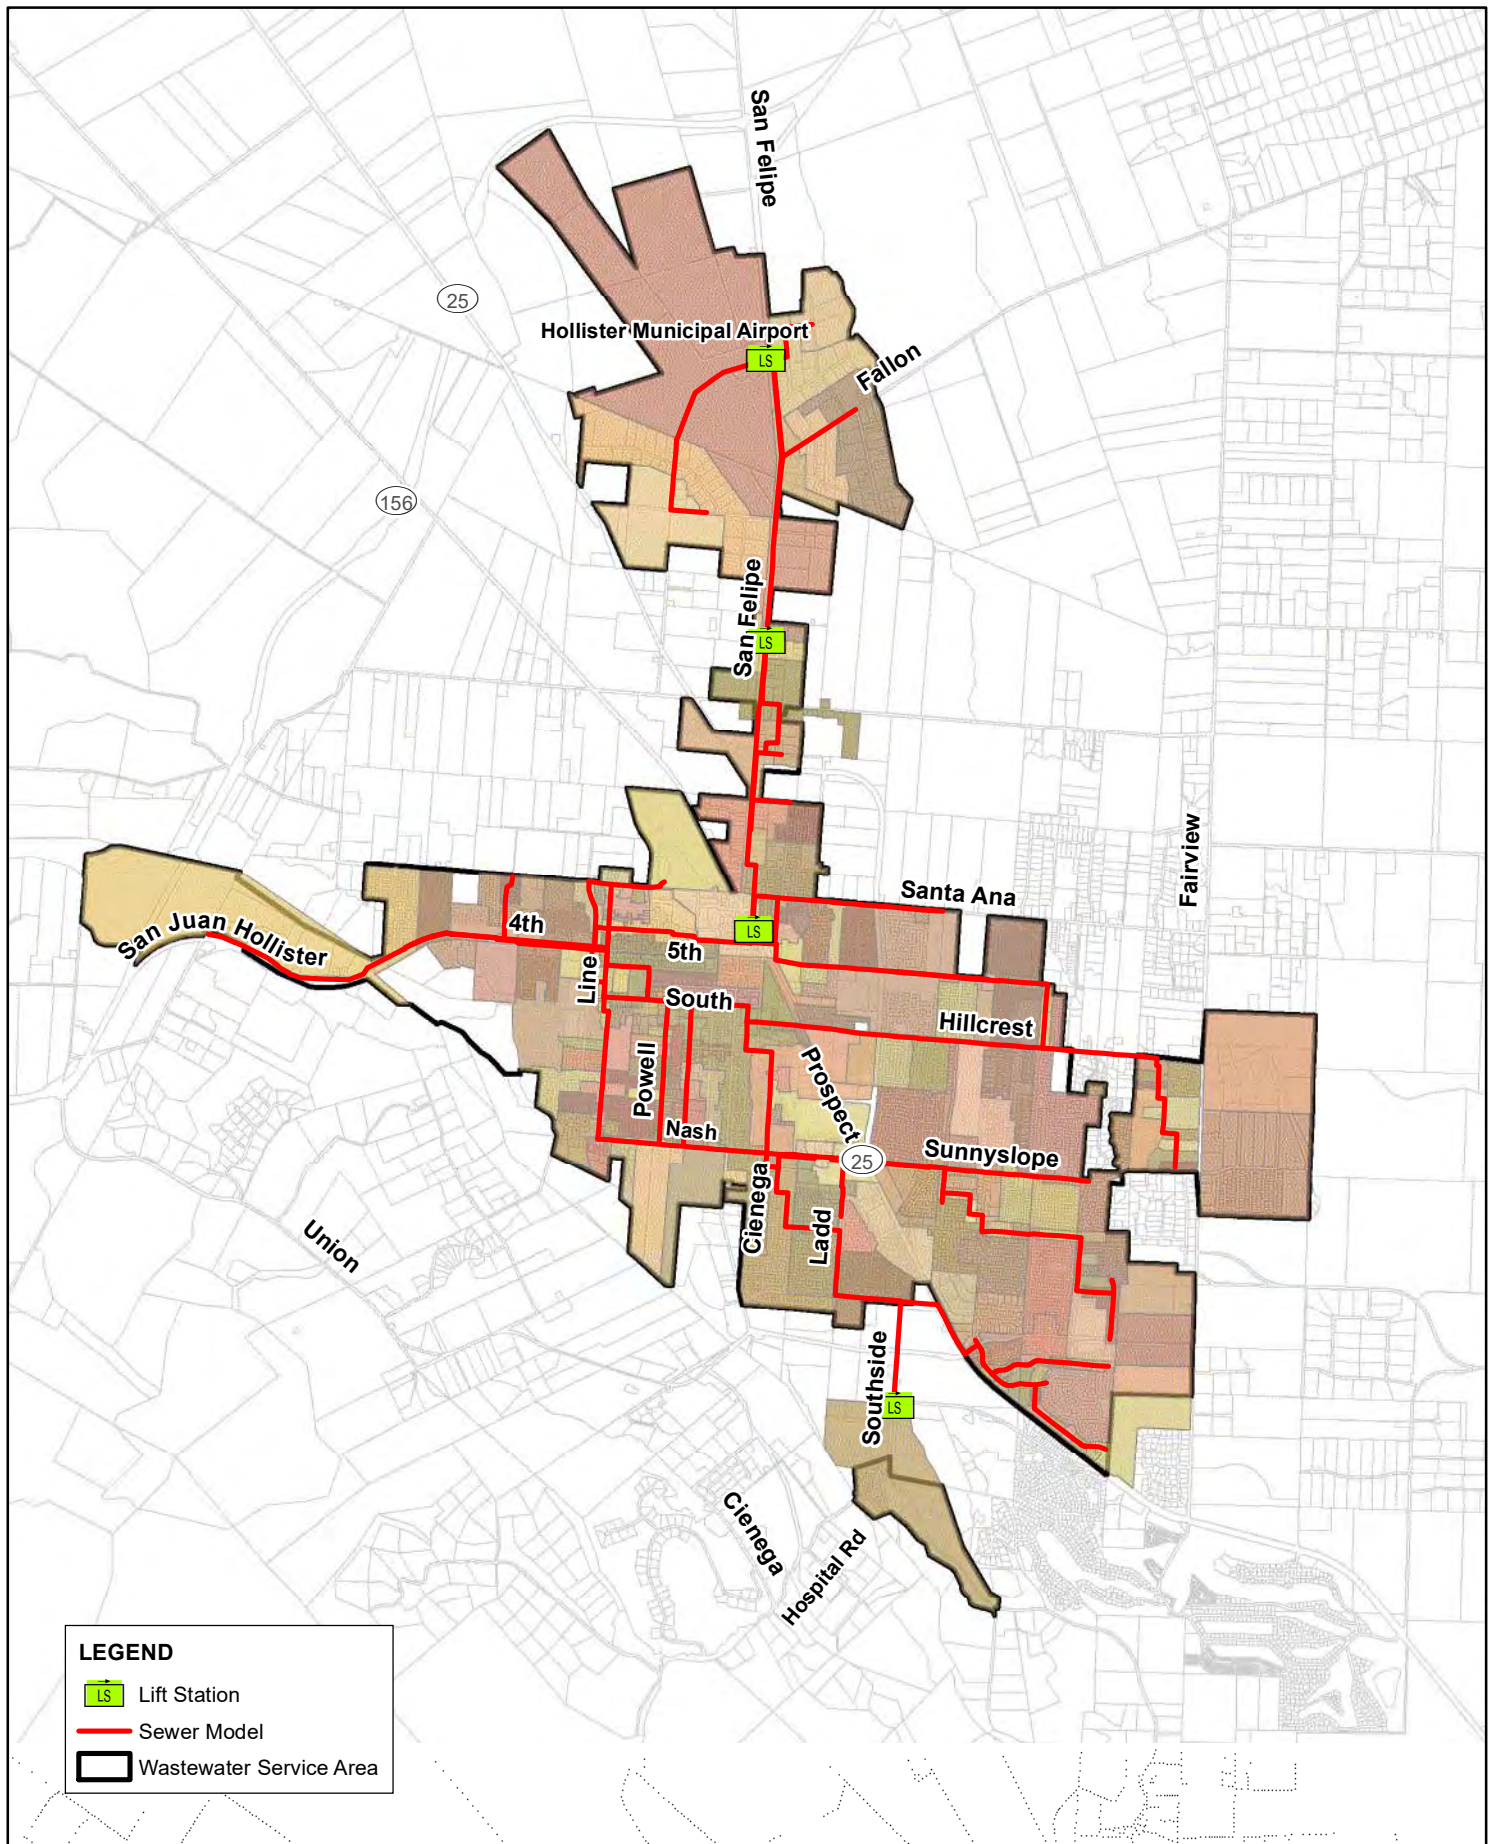 San Felipe
25
Hollister Municipal Airport
LS
Fallon
156
San Felipe
LS
Fairview
Santa Ana
San Juan Hollister
4th
LS
5th
Line
South
Hillcrest
Powell
Prospect
Nash
25
Sunnyslope
Cienega
Ladd
Union
Southside
LS
Cienega
Hospital Rd
LEGEND
LS Lift Station
Sewer Model
Wastewater Service Area